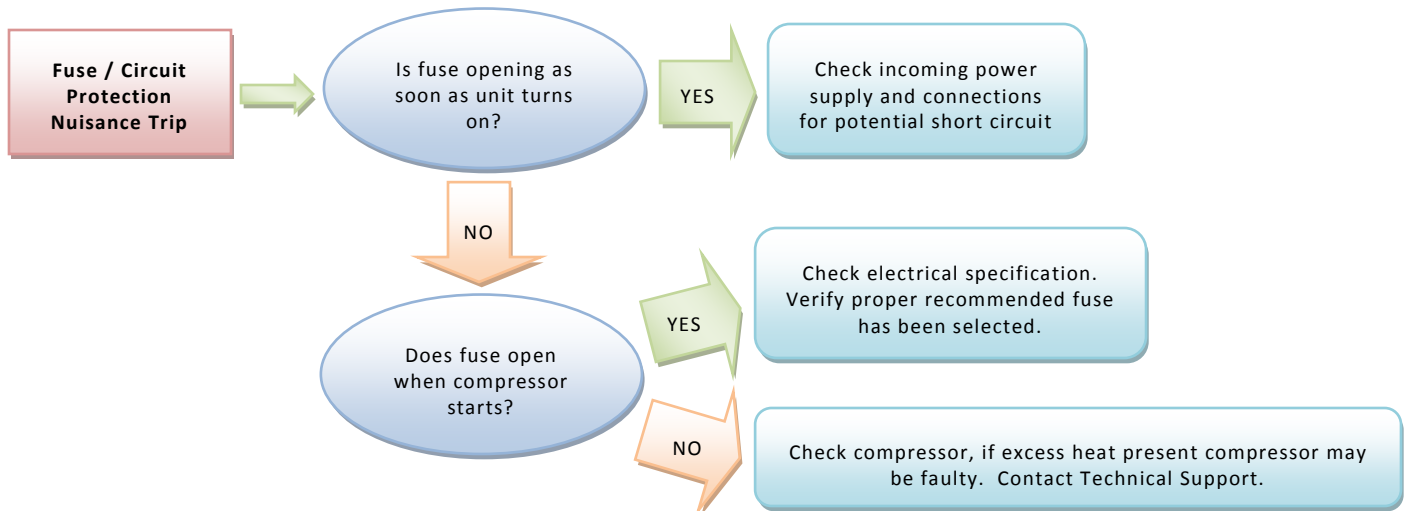 Fuse / Circuit
Protection
Nuisance Trip
Is fuse opening as
soon as unit turns
on?
YES
Check incoming power
supply and connections
for potential short circuit
NO
Does fuse open
when compressor
starts?
YES
Check electrical specification.
Verify proper recommended fuse
has been selected.
NO
Check compressor, if excess heat present compressor may
be faulty. Contact Technical Support.